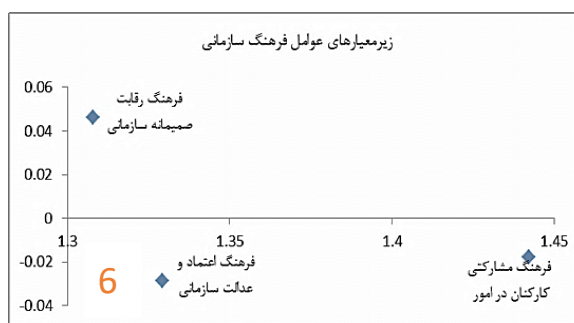 زیرمعیارهای عوامل فرهنگ سازمانی
0.06
0.04
0.02
0
-0.02
-0.04
1.3
1.35
1.4
1.45
فرهنگ رقابت
صمیمانه سازمانی
فرهنگ اعتماد و
عدالت سازمانی
فرهنگ مشارکتی
کارکنان در امور
6